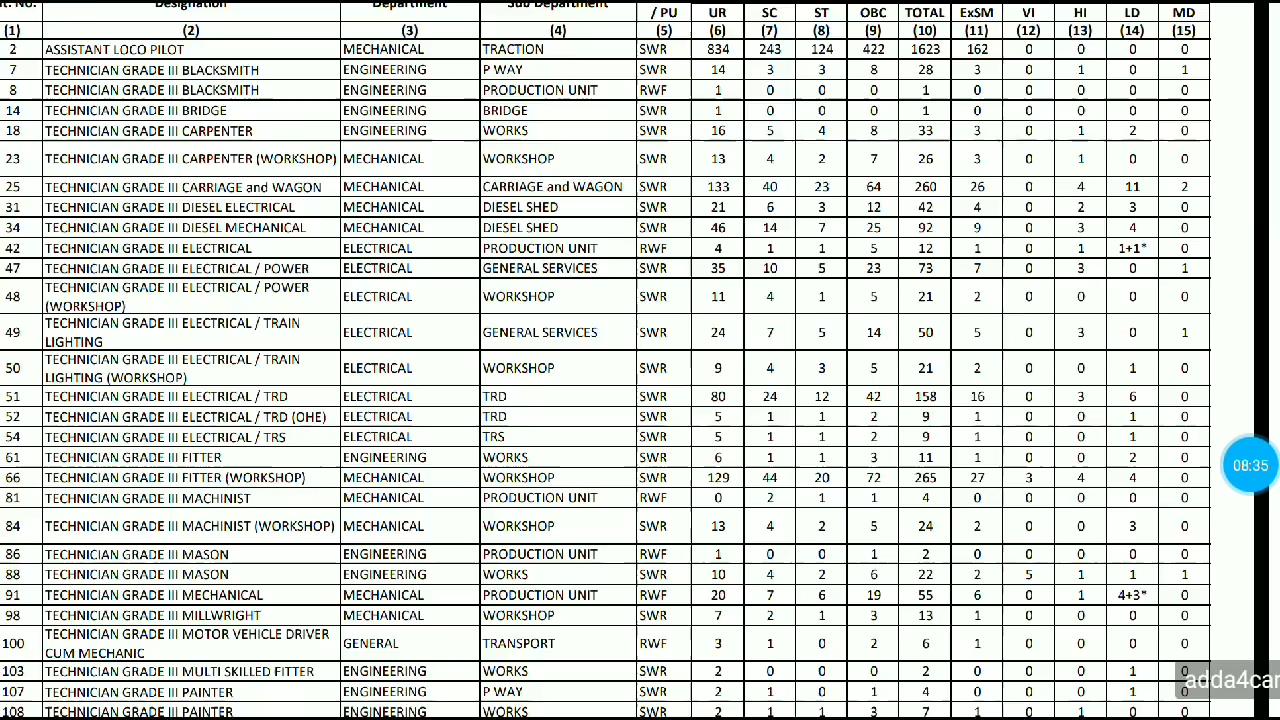 t. No. Designation Department Sub Department / PU UR SC ST OBC TOTAL ExSM VI HI LD MD
(1) (2) (3) (4) (5) (6) (7) (8) (9) (10) (11) (12) (13) (14) (15)
2 ASSISTANT LOCO PILOT MECHANICAL TRACTION SWR 834 243 124 422 1623 162 0 0 0 0
7 TECHNICIAN GRADE III BLACKSMITH ENGINEERING P WAY SWR 14 3 3 8 28 3 0 1 0 1
8 TECHNICIAN GRADE III BLACKSMITH ENGINEERING PRODUCTION UNIT RWF 1 0 0 0 1 0 0 0 0 0
14 TECHNICIAN GRADE III BRIDGE ENGINEERING BRIDGE SWR 1 0 0 0 1 0 0 0 0 0
18 TECHNICIAN GRADE III CARPENTER ENGINEERING WORKS SWR 16 5 4 8 33 3 0 1 2 0
23 TECHNICIAN GRADE III CARPENTER (WORKSHOP) MECHANICAL WORKSHOP SWR 13 4 2 7 26 3 0 1 0 0
25 TECHNICIAN GRADE III CARRIAGE and WAGON MECHANICAL CARRIAGE and WAGON SWR 133 40 23 64 260 26 0 4 11 2
31 TECHNICIAN GRADE III DIESEL ELECTRICAL MECHANICAL DIESEL SHED SWR 21 6 3 12 42 4 0 2 3 0
34 TECHNICIAN GRADE III DIESEL MECHANICAL MECHANICAL DIESEL SHED SWR 46 14 7 25 92 9 0 3 4 0
42 TECHNICIAN GRADE III ELECTRICAL ELECTRICAL PRODUCTION UNIT RWF 4 1 1 5 12 1 0 1 1+1* 0
47 TECHNICIAN GRADE III ELECTRICAL / POWER ELECTRICAL GENERAL SERVICES SWR 35 10 5 23 73 7 0 3 0 1
48 TECHNICIAN GRADE III ELECTRICAL / POWER
(WORKSHOP) ELECTRICAL WORKSHOP SWR 11 4 1 5 21 2 0 0 0 0
49 TECHNICIAN GRADE III ELECTRICAL / TRAIN
LIGHTING ELECTRICAL GENERAL SERVICES SWR 24 7 5 14 50 5 0 3 0 1
50 TECHNICIAN GRADE III ELECTRICAL / TRAIN
LIGHTING (WORKSHOP) ELECTRICAL WORKSHOP SWR 9 4 3 5 21 2 0 0 1 0
51 TECHNICIAN GRADE III ELECTRICAL / TRD ELECTRICAL TRD SWR 80 24 12 42 158 16 0 3 6 0
52 TECHNICIAN GRADE III ELECTRICAL / TRD (OHE) ELECTRICAL TRD SWR 5 1 1 2 9 1 0 0 1 0
54 TECHNICIAN GRADE III ELECTRICAL / TRS ELECTRICAL TRS SWR 5 1 1 2 9 1 0 0 1 0
61 TECHNICIAN GRADE III FITTER ENGINEERING WORKS SWR 6 1 1 3 11 1 0 0 2 0
66 TECHNICIAN GRADE III FITTER (WORKSHOP) MECHANICAL WORKSHOP SWR 129 44 20 72 265 27 3 4 4 0
81 TECHNICIAN GRADE III MACHINIST MECHANICAL PRODUCTION UNIT RWF 0 2 1 1 4 0 0 0 0 0
84 TECHNICIAN GRADE III MACHINIST (WORKSHOP) MECHANICAL WORKSHOP SWR 13 4 2 5 24 2 0 0 3 0
86 TECHNICIAN GRADE III MASON ENGINEERING PRODUCTION UNIT RWF 1 0 0 1 2 0 0 0 0 0
88 TECHNICIAN GRADE III MASON ENGINEERING WORKS SWR 10 4 2 6 22 2 5 1 1 1
91 TECHNICIAN GRADE III MECHANICAL MECHANICAL PRODUCTION UNIT RWF 20 7 6 19 55 6 0 1 4+3* 0
98 TECHNICIAN GRADE III MILLWRIGHT MECHANICAL WORKSHOP SWR 7 2 1 3 13 1 0 0 0 0
100 TECHNICIAN GRADE III MOTOR VEHICLE DRIVER
CUM MECHANIC GENERAL TRANSPORT RWF 3 1 0 2 6 1 0 0 0 0
103 TECHNICIAN GRADE III MULTI SKILLED FITTER ENGINEERING WORKS SWR 2 0 0 0 2 0 0 0 1 0
107 TECHNICIAN GRADE III PAINTER ENGINEERING P WAY SWR 2 1 0 1 4 0 0 0 1 0
108 TECHNICIAN GRADE III PAINTER ENGINEERING WORKS SWR 2 1 1 3 7 1 0 1 0 0
08:35
adda4car